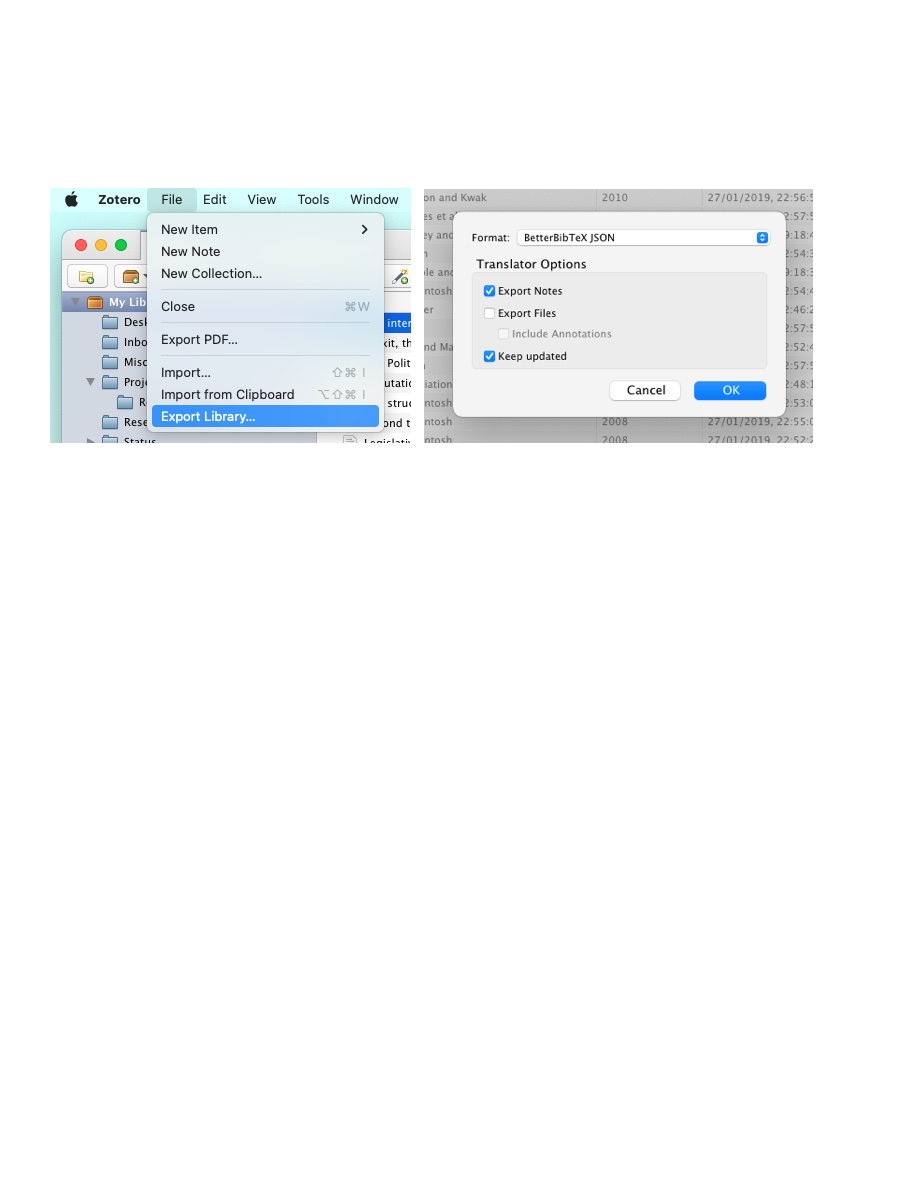 Zotero File Edit View Tools Window
New Item
New Note
New Collection...
Close ⌘W
Export PDF...
Import... ⇧⌘ I
Import from Clipboard ⌥⇧⌘ I
Export Library...
My Lib
Desk
Inbo
Misc
Proje
Re
Rese
Status
inter
xit, th
Polit
utatio
struc
ond t
Legislativ
on and Kwak 2010 27/01/2019, 22:56:5
es et al
ey and
ole and
ntosh
nd Ma
iation
ntosh
ntosh 2008 27/01/2019, 22:55:0
ntosh 2008 27/01/2019, 22:52:2
2:57:5
9:18:4
2:54:3
9:18:3
2:54:4
2:46:2
2:57:5
2:52:4
2:57:5
2:48:1
2:53:0
Format: BetterBibTeX JSON
Translator Options
Export Notes
Export Files
Include Annotations
Keep updated
Cancel OK